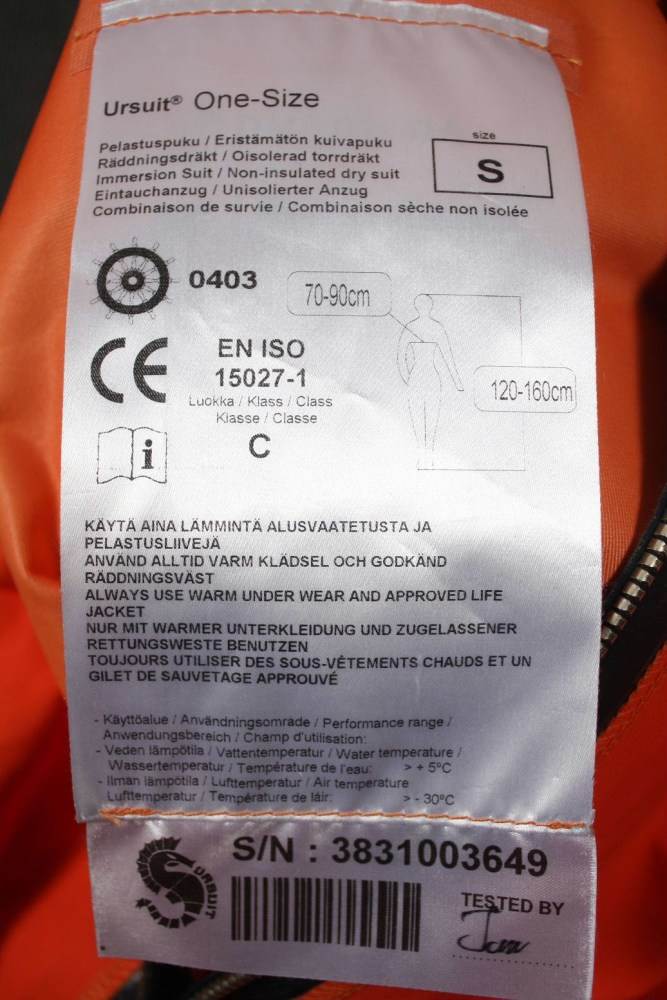 Ursuit® One-Size
Pelastuspuku / Eristämätön kuivapuku
Räddningsdräkt / Oisolerad torrdräkt
Immersion Suit / Non-insulated dry suit
Eintauchanzug / Unisolierter Anzug
Combinaison de survie / Combinaison sèche non isolée
size
S
0403
70-90cm
120-160cm
CE
EN ISO
15027-1
Luokka / Klass / Class
Klasse / Classe
C
i
KÄYTÄ AINA LÄMMINTÄ ALUSVAATETUSTA JA
PELASTUSLIIVEJÄ
ANVÄND ALLTID VARM KLÄDSEL OCH GODKÄND
RÄDDNINGSVÄST
ALWAYS USE WARM UNDER WEAR AND APPROVED LIFE
JACKET
NUR MIT WARMER UNTERKLEIDUNG UND ZUGELASSENER
RETTUNGSWESTE BENUTZEN
TOUJOURS UTILISER DES SOUS-VÊTEMENTS CHAUDS ET UN
GILET DE SAUVETAGE APPROUVÉ
- Käyttöalue / Användningsområde / Performance range /
Anwendungsbereich / Champ d'utilisation:
- Veden lämpötila / Vattentemperatur / Water temperature /
Wassertemperatur / Température de l'eau: > + 5°C
- Ilman lämpötila / Lufttemperatur / Air temperature
Lufttemperatur / Température de láir: > - 30°C
S/N : 3831003649
URSUIT
TESTED BY